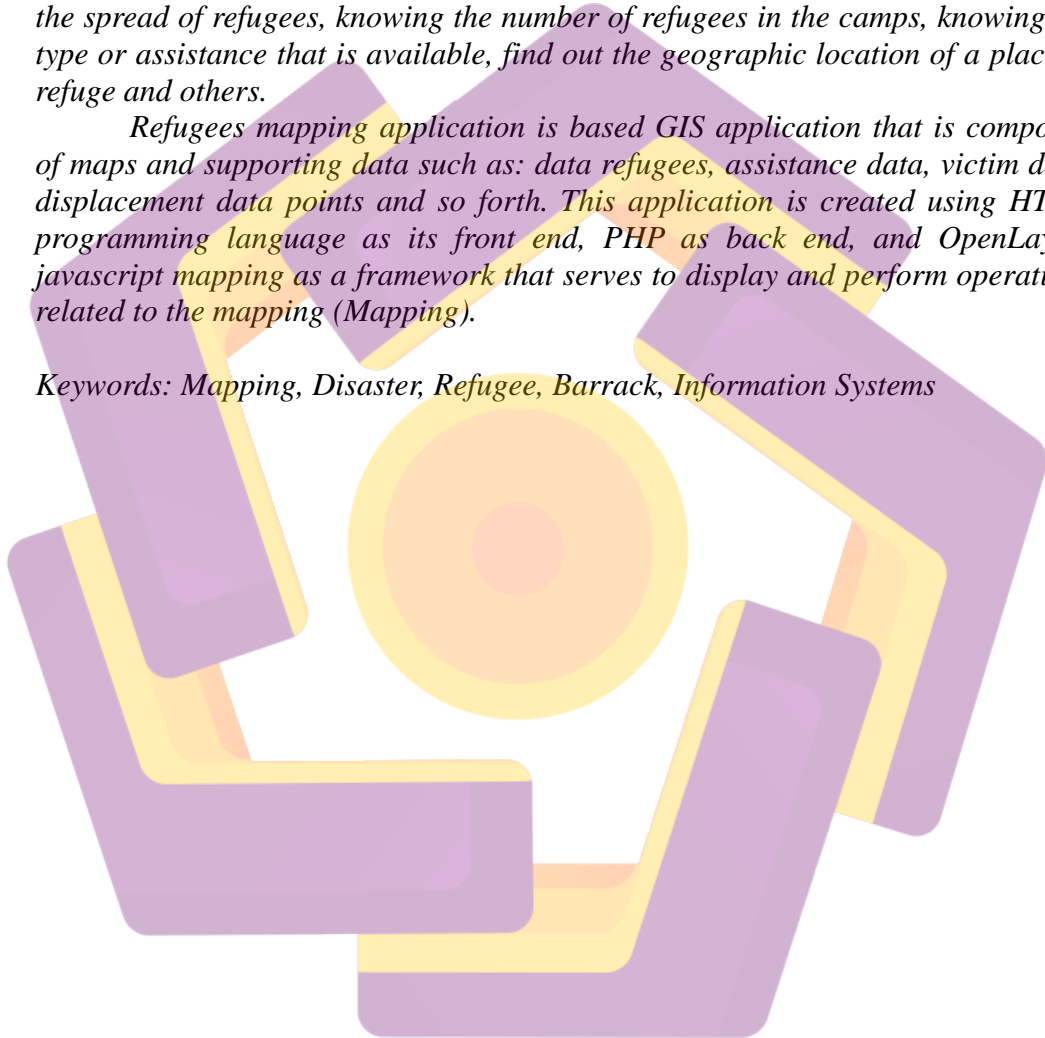 the spread of refugees, knowing the number of refugees in the camps, knowing
type or assistance that is available, find out the geographic location of a plac
refuge and others.
Refugees mapping application is based GIS application that is compo
of maps and supporting data such as: data refugees, assistance data, victim d
displacement data points and so forth. This application is created using HT
programming language as its front end, PHP as back end, and OpenLay
javascript mapping as a framework that serves to display and perform operati
related to the mapping (Mapping).
Keywords: Mapping, Disaster, Refugee, Barrack, Information Systems